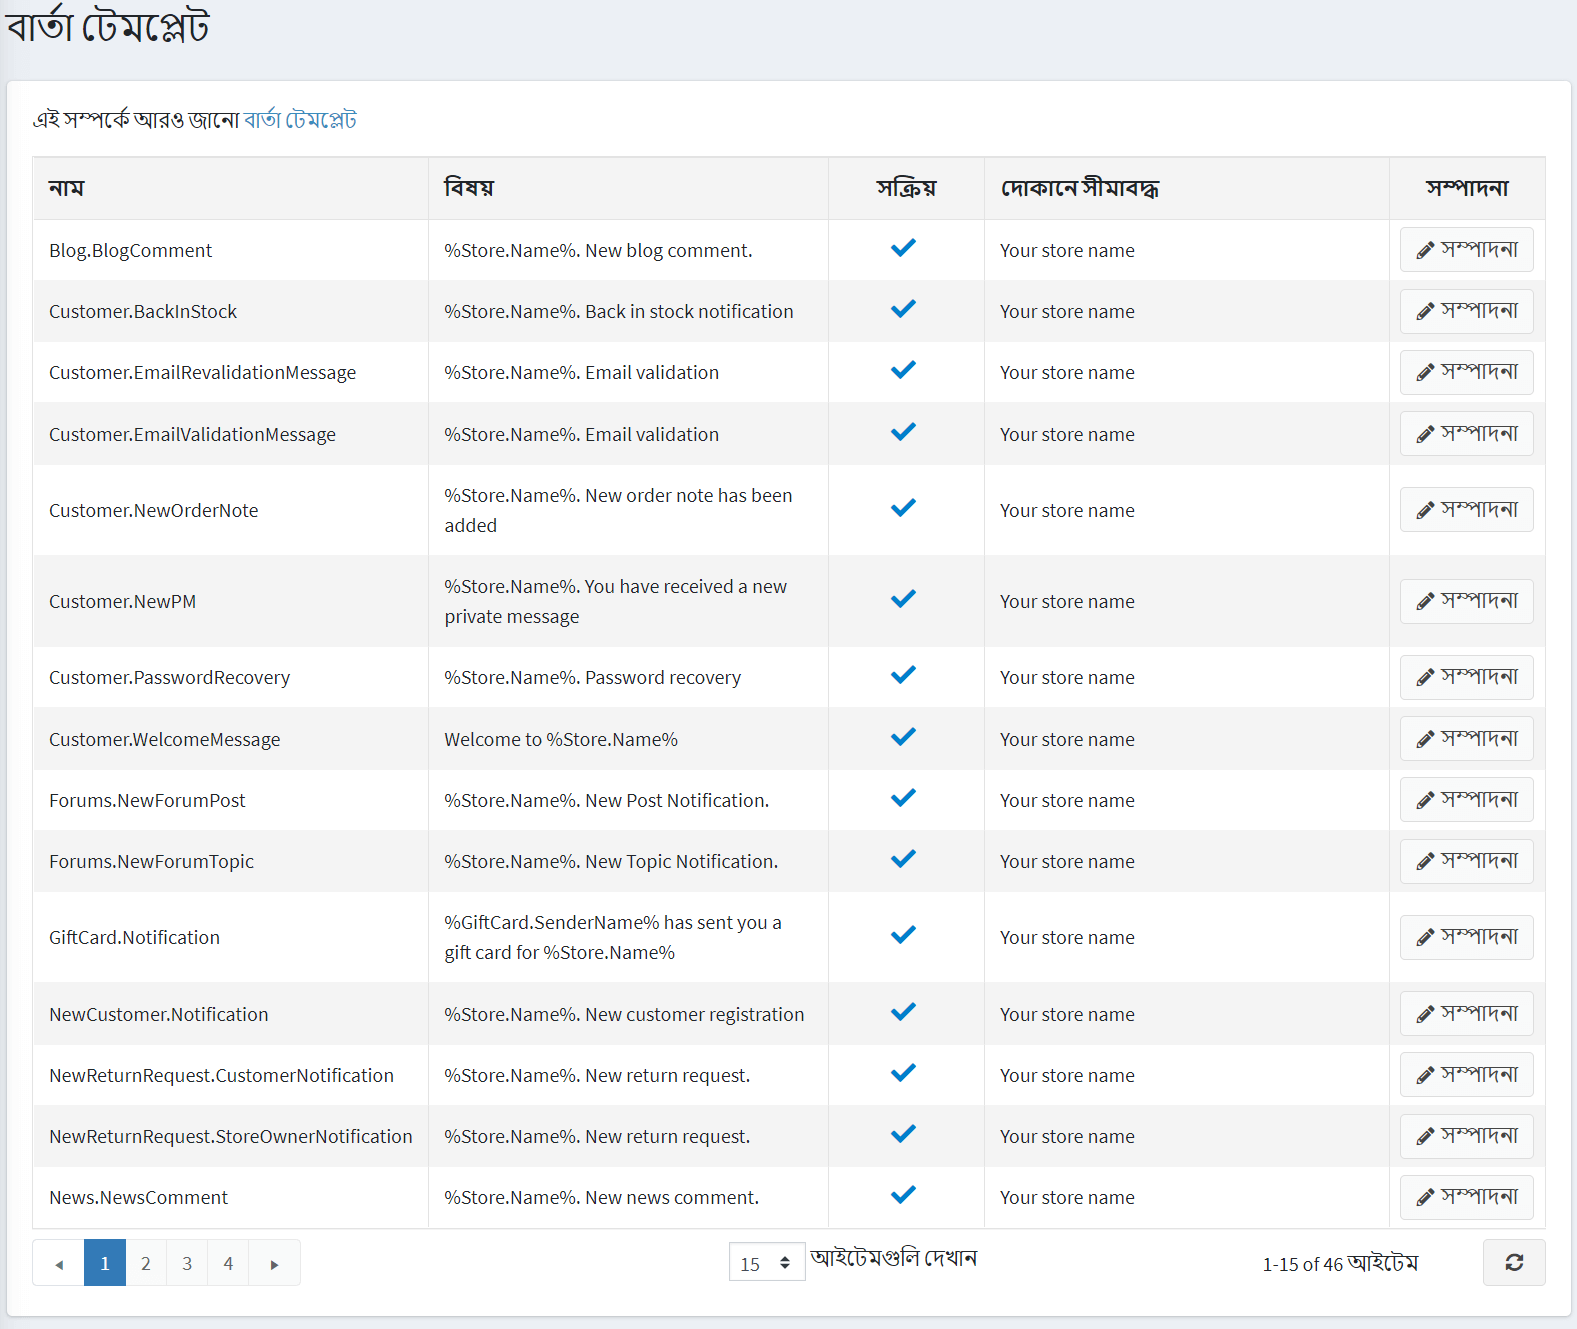 বার্তা টেমপ্লেট
এই সম্পর্কে আরও জানো বার্তা টেমপ্লেট
নাম বিষয় সক্রিয় দোকানে সীমাবদ্ধ সম্পাদনা
Blog.BlogComment %Store.Name%. New blog comment. Your store name সম্পাদনা
Customer.BackInStock %Store.Name%. Back in stock notification Your store name সম্পাদনা
Customer.EmailRevalidationMessage %Store.Name%. Email validation Your store name সম্পাদনা
Customer.EmailValidationMessage %Store.Name%. Email validation Your store name সম্পাদনা
Customer.NewOrderNote %Store.Name%. New order note has been added Your store name সম্পাদনা
Customer.NewPM %Store.Name%. You have received a new private message Your store name সম্পাদনা
Customer.PasswordRecovery %Store.Name%. Password recovery Your store name সম্পাদনা
Customer.WelcomeMessage Welcome to %Store.Name% Your store name সম্পাদনা
Forums.NewForumPost %Store.Name%. New Post Notification. Your store name সম্পাদনা
Forums.NewForumTopic %Store.Name%. New Topic Notification. Your store name সম্পাদনা
GiftCard.Notification %GiftCard.SenderName% has sent you a gift card for %Store.Name% Your store name সম্পাদনা
NewCustomer.Notification %Store.Name%. New customer registration Your store name সম্পাদনা
NewReturnRequest.CustomerNotification %Store.Name%. New return request. Your store name সম্পাদনা
NewReturnRequest.StoreOwnerNotification %Store.Name%. New return request. Your store name সম্পাদনা
News.NewsComment %Store.Name%. New news comment. Your store name সম্পাদনা
1 2 3 4 15 আইটেমগুলি দেখান 1-15 of 46 আইটেম